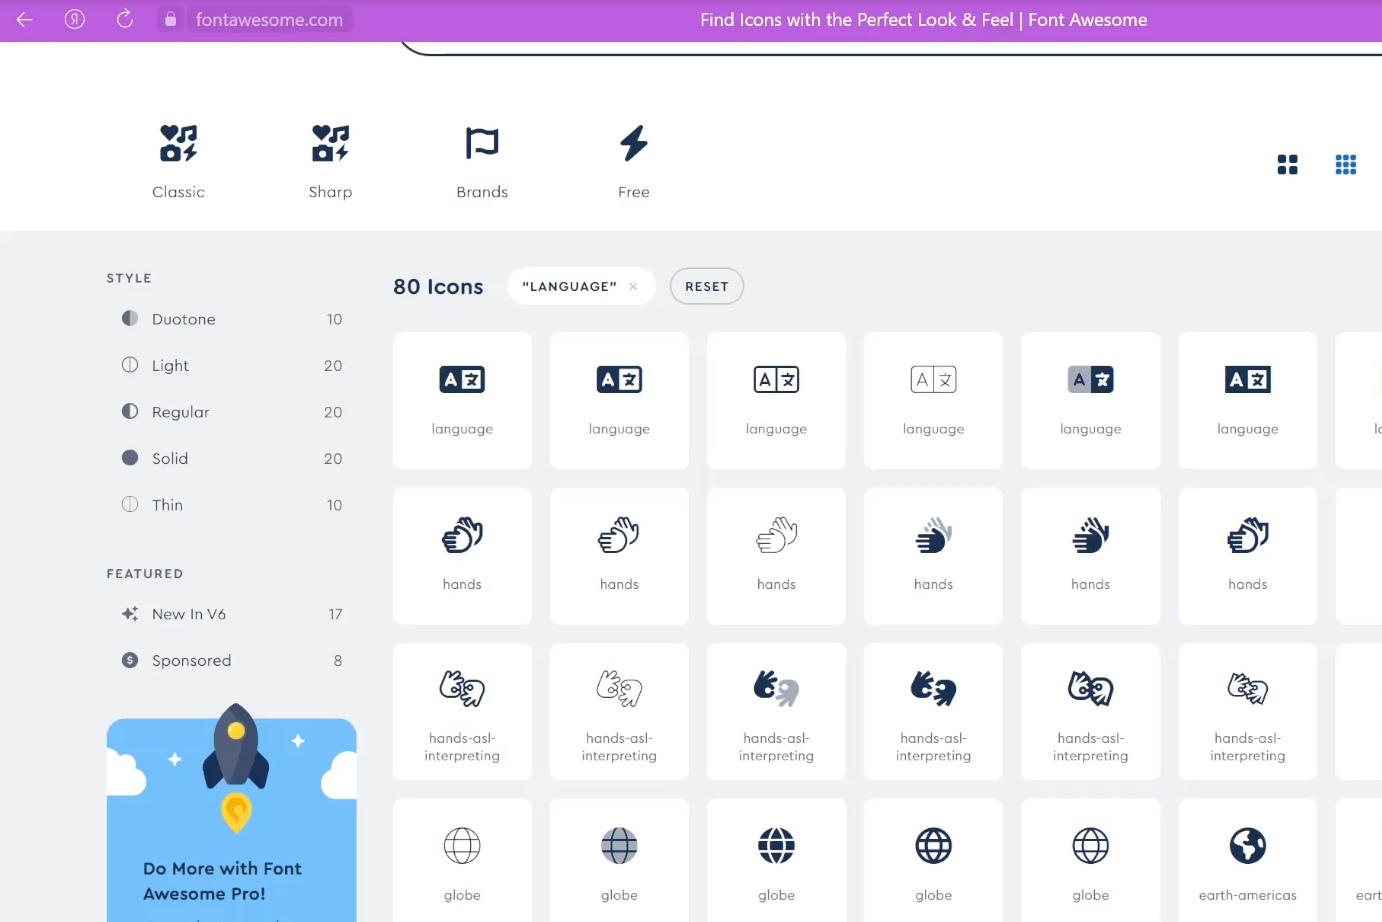 fontawesome.com
Find Icons with the Perfect Look & Feel | Font Awesome
Classic
Sharp
Brands
Free
STYLE
Duotone 10
Light 20
Regular 20
Solid 20
Thin 10
FEATURED
New In V6 17
Sponsored 8
Do More with Font
Awesome Pro!
80 Icons "LANGUAGE" × RESET
A 文 A 文 A 文 A 文 A 文 A 文
language language language language language language
hands hands hands hands hands hands
hands-asl- hands-asl- hands-asl- hands-asl- hands-asl- hands-asl-
interpreting interpreting interpreting interpreting interpreting interpreting
globe globe globe globe globe earth-americas